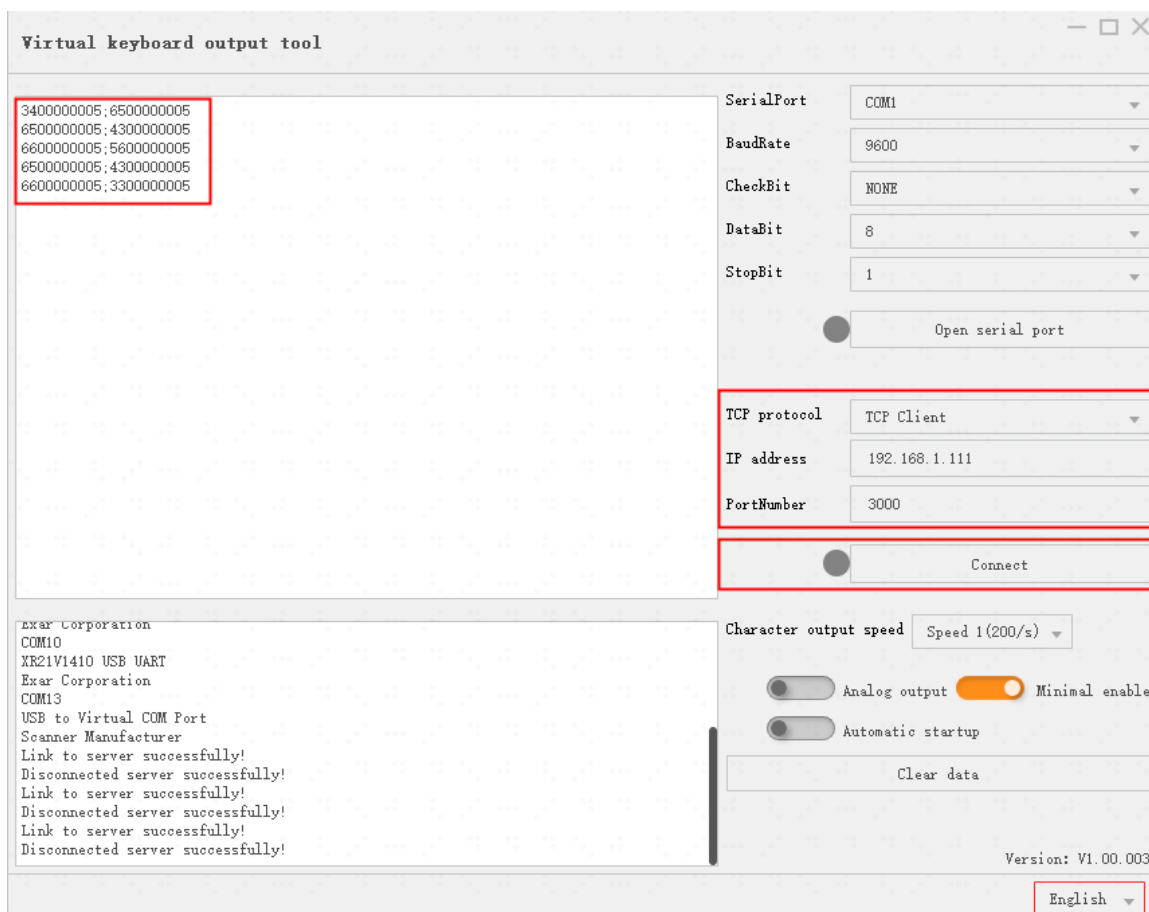 Virtual keyboard output tool
3400000005;6500000005
6500000005;4300000005
6600000005;5600000005
6500000005;4300000005
6600000005;3300000005
SerialPort COM1
BaudRate 9600
CheckBit NONE
DataBit 8
StopBit 1
Open serial port
TCP protocol TCP Client
IP address 192.168.1.111
PortNumber 3000
Connect
Exar Corporation
COM10
XR21V1410 USB UART
Exar Corporation
COM13
USB to Virtual COM Port
Scanner Manufacturer
Link to server successfully!
Disconnected server successfully!
Link to server successfully!
Disconnected server successfully!
Link to server successfully!
Disconnected server successfully!
Character output speed Speed 1(200/s)
Analog output Minimal enable
Automatic startup
Clear data
Version: V1.00.003
English